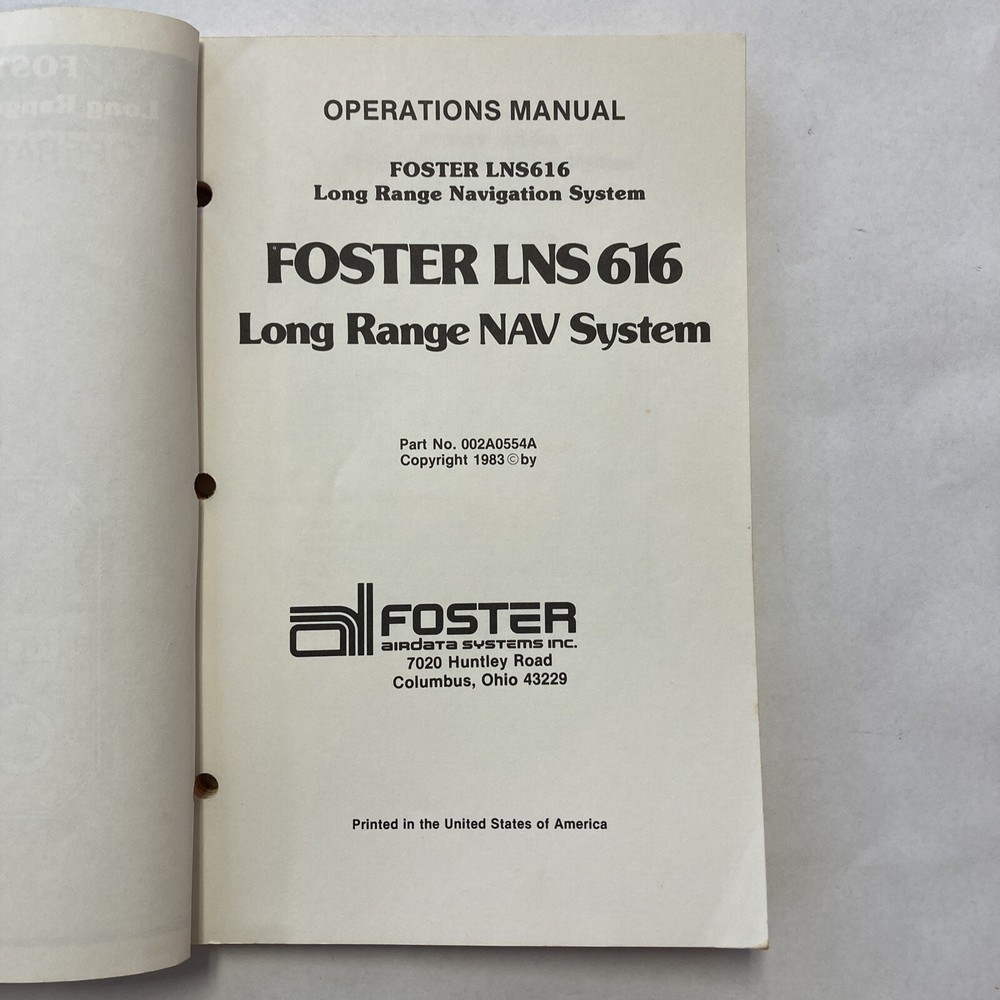 OPERATIONS MANUAL
FOSTER LNS616
Long Range Navigation System
FOSTER LNS 616
Long Range NAV System
Part No. 002A0554A
Copyright 1983 © by
FOSTER
airdata systems inc.
7020 Huntley Road
Columbus, Ohio 43229
Printed in the United States of America